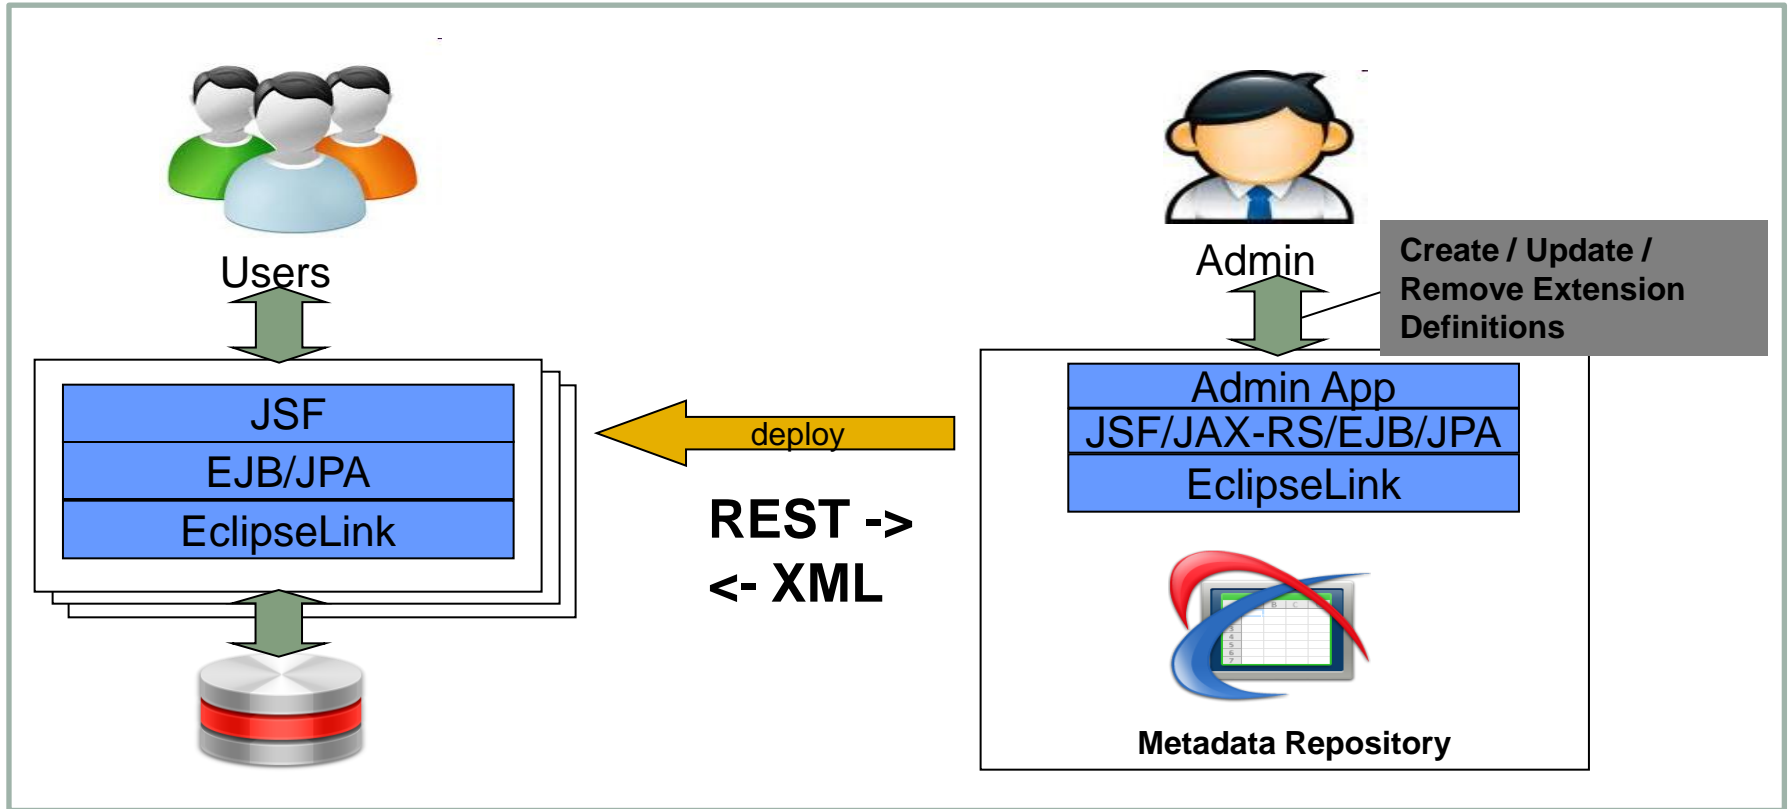 Users
Admin
Create / Update /
Remove Extension
Definitions
JSF
EJB/JPA
EclipseLink
deploy
REST ->
<- XML
Admin App
JSF/JAX-RS/EJB/JPA
EclipseLink
Metadata Repository